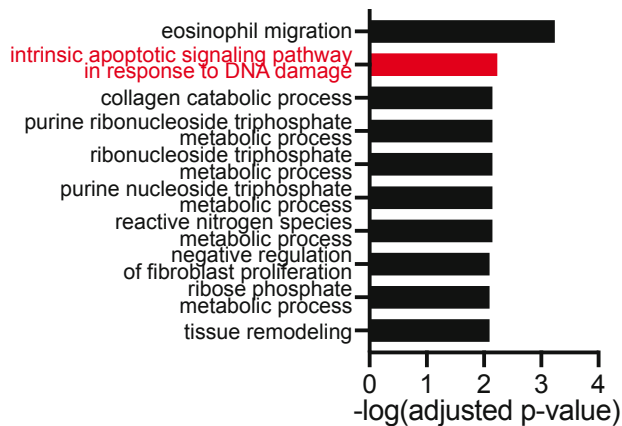 eosinophil migration
intrinsic apoptotic signaling pathway
in response to DNA damage
collagen catabolic process
purine ribonucleoside triphosphate
metabolic process
ribonucleoside triphosphate
metabolic process
purine nucleoside triphosphate
metabolic process
reactive nitrogen species
metabolic process
negative regulation
of fibroblast proliferation
ribose phosphate
metabolic process
tissue remodeling
0 1 2 3 4
-log(adjusted p-value)